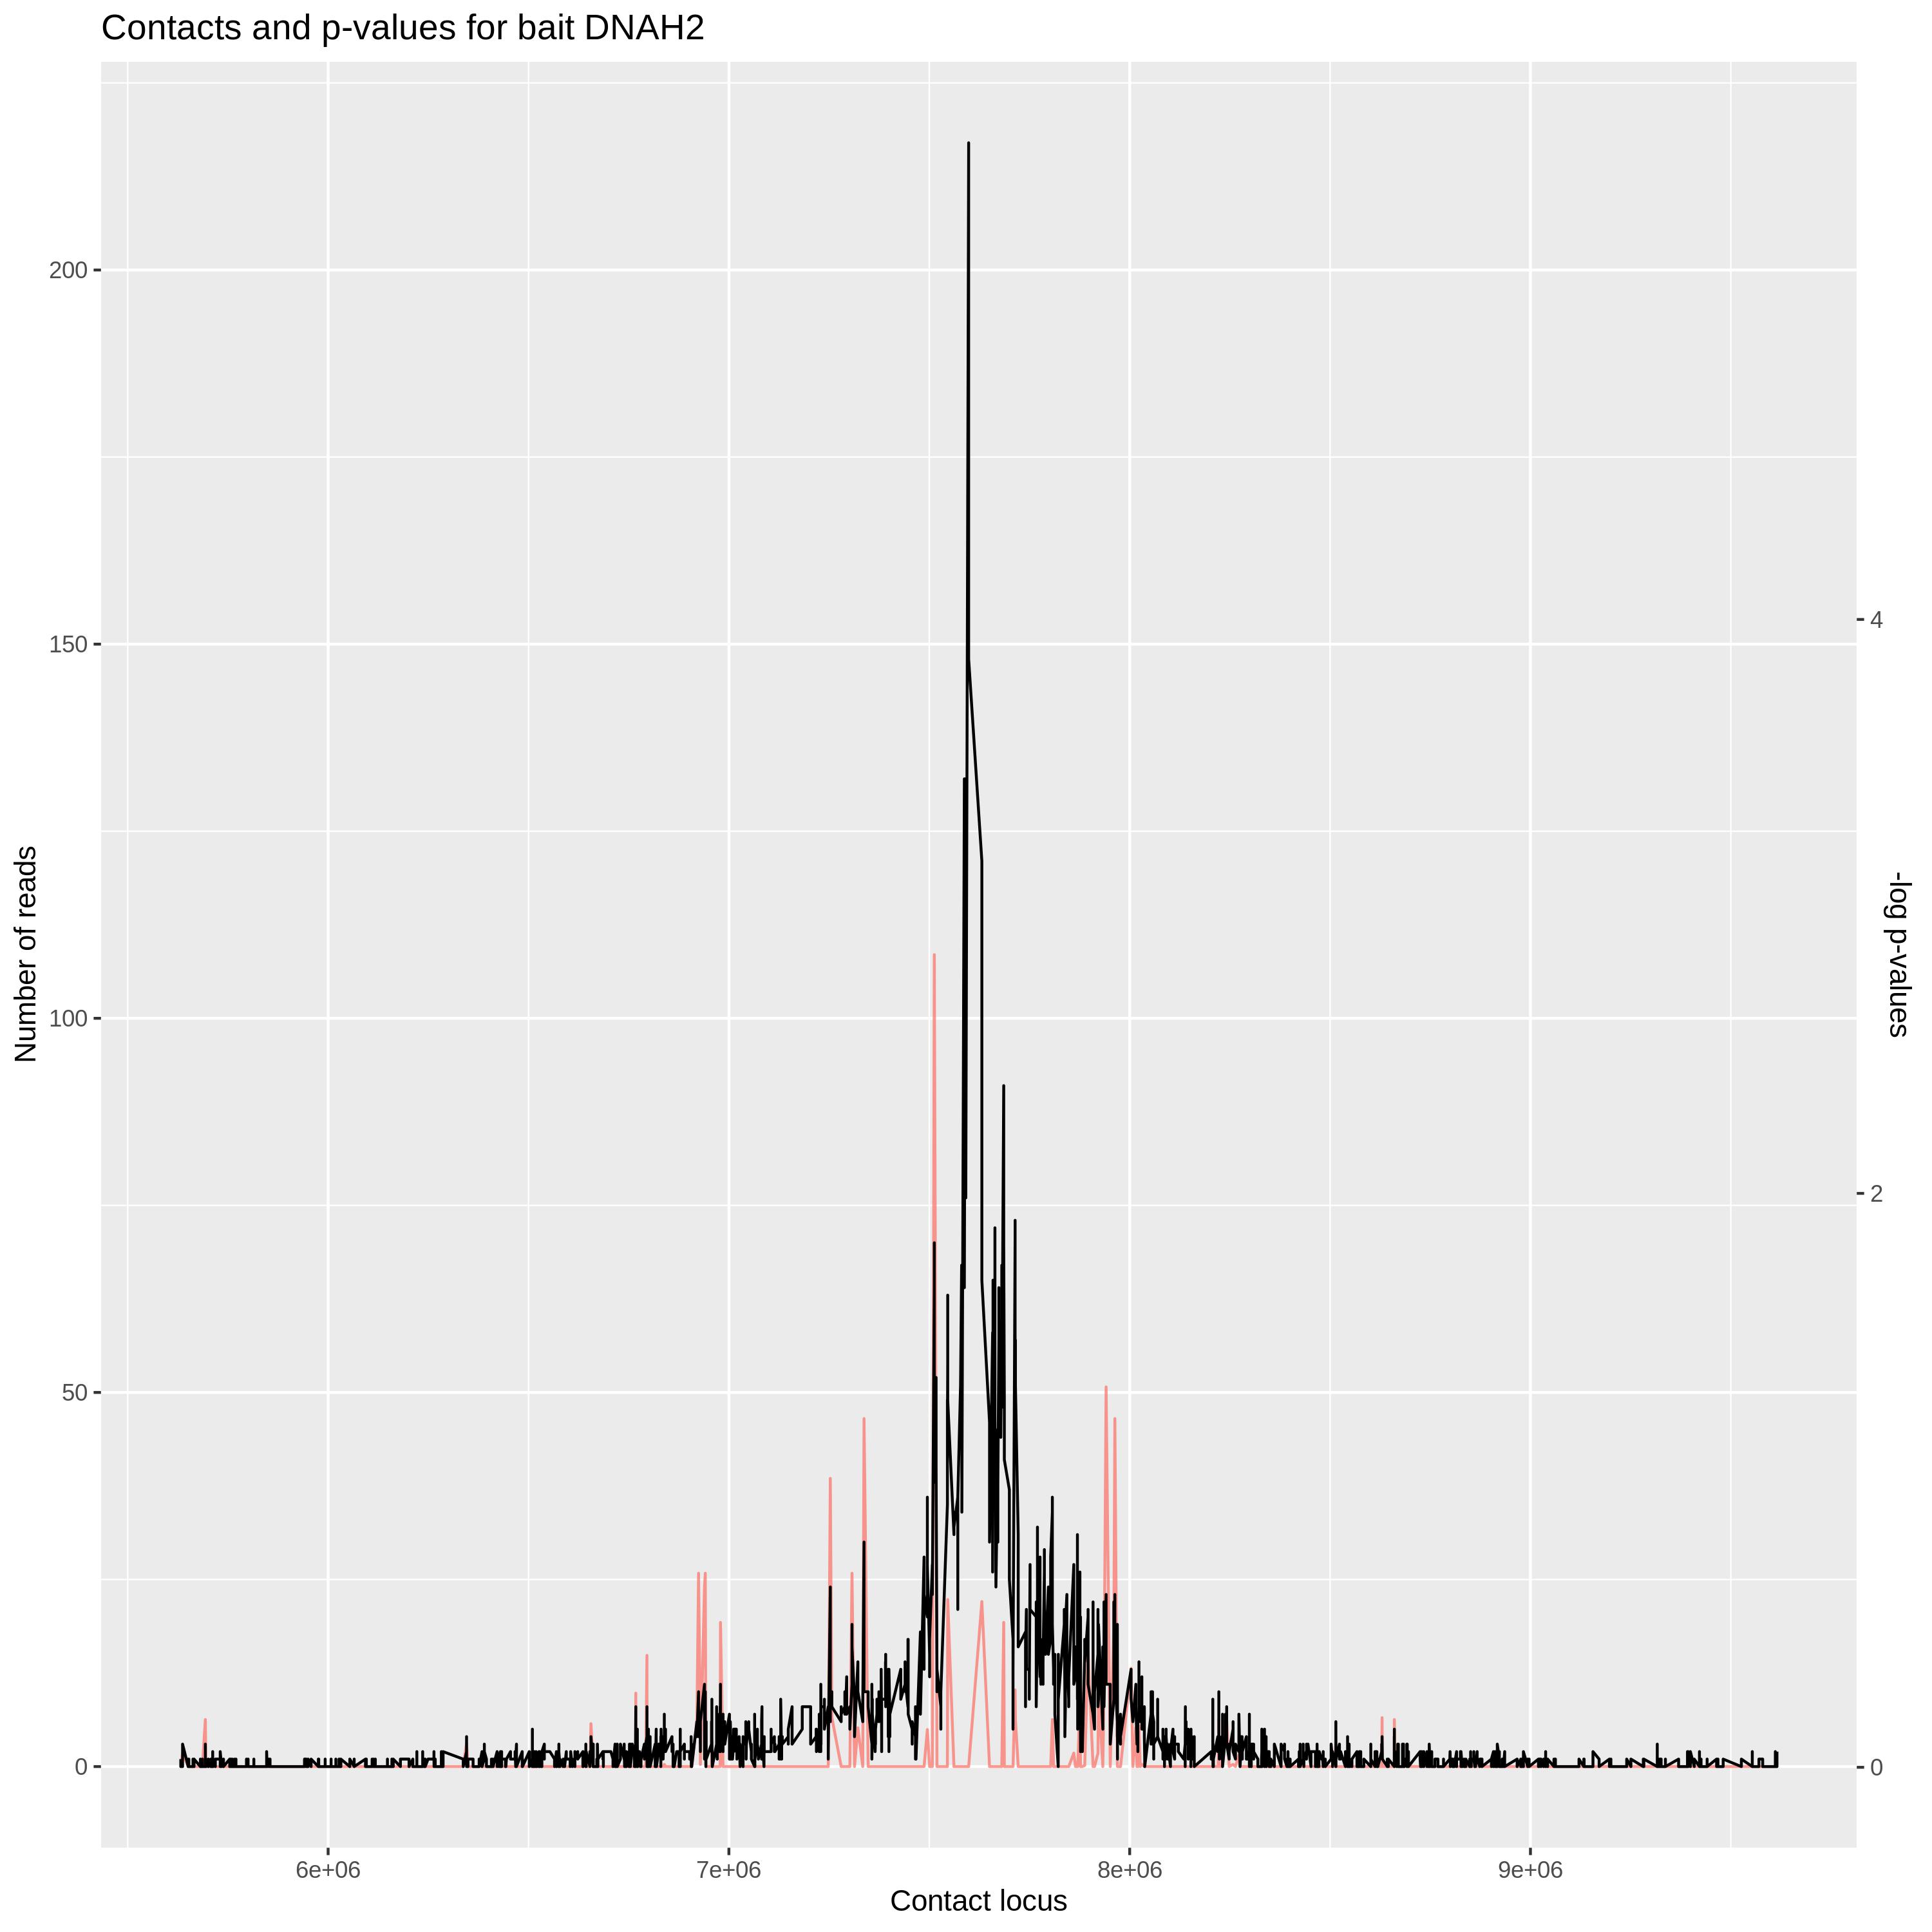 Contacts and p-values for bait DNAH2
Number of reads
200
150
100
50
0
4
2
0
-log p-values
6e+06
7e+06
8e+06
9e+06
Contact locus